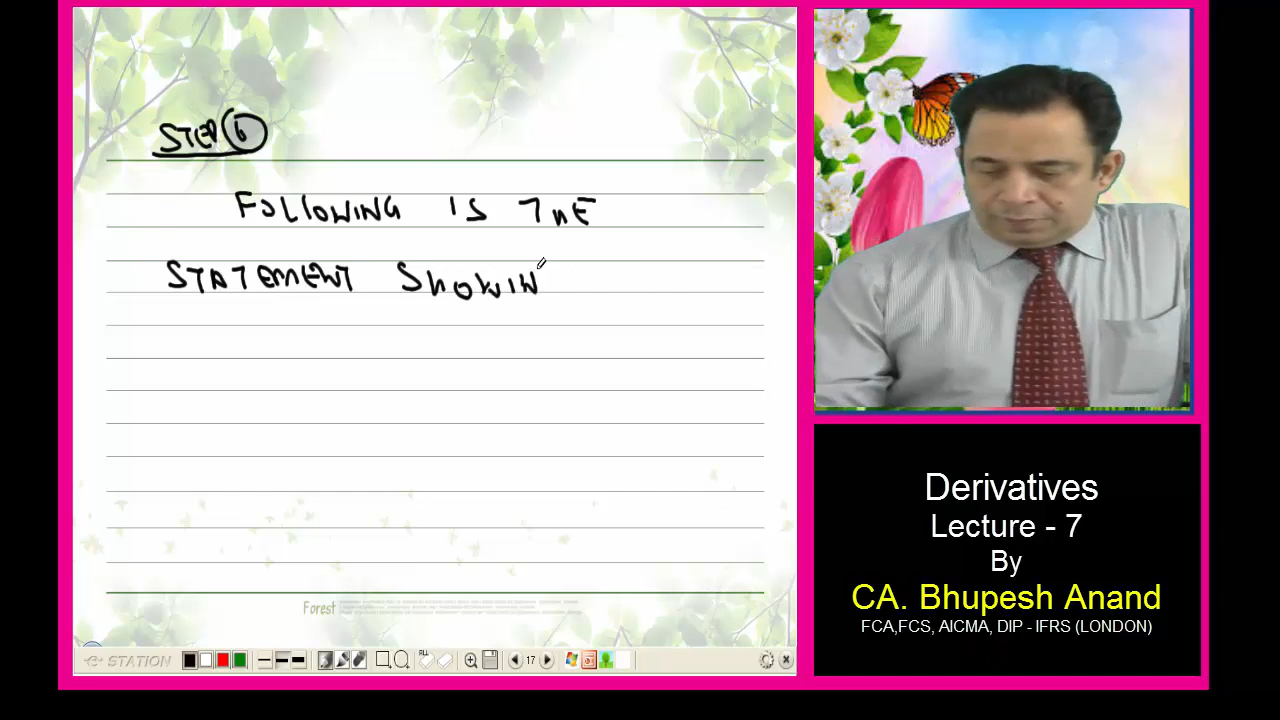 STEP 6
FOLLOWING IS THE
STATEMENT SHOWIN
Forest
e-STATION
ALL
17
Derivatives
Lecture - 7
By
CA. Bhupesh Anand
FCA,FCS, AICMA, DIP - IFRS (LONDON)